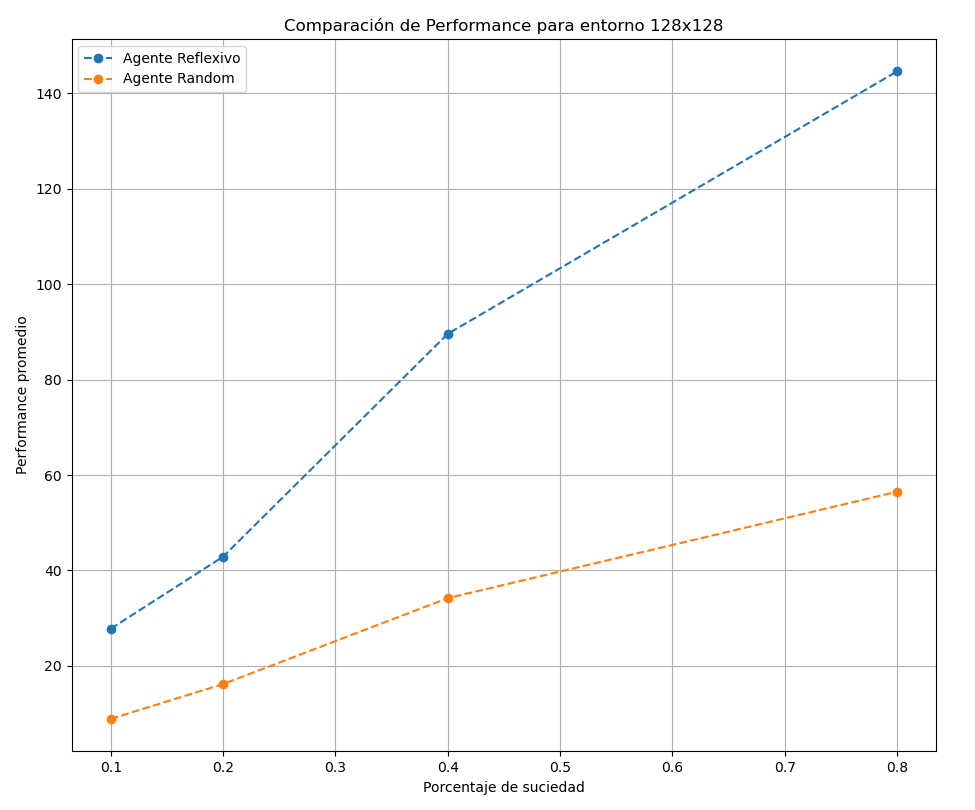 Comparación de Performance para entorno 128x128
Agente Reflexivo
Agente Random
Performance promedio
140
120
100
80
60
40
20
0.1 0.2 0.3 0.4 0.5 0.6 0.7 0.8
Porcentaje de suciedad